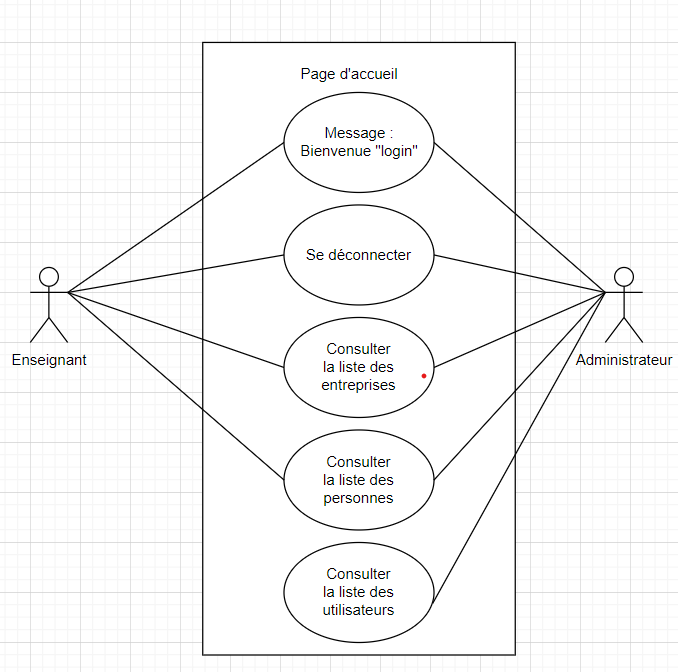 Page d'accueil
Message :
Bienvenue "login"
Se déconnecter
Enseignant
Consulter
la liste des
entreprises
Administrateur
Consulter
la liste des
personnes
Consulter
la liste des
utilisateurs